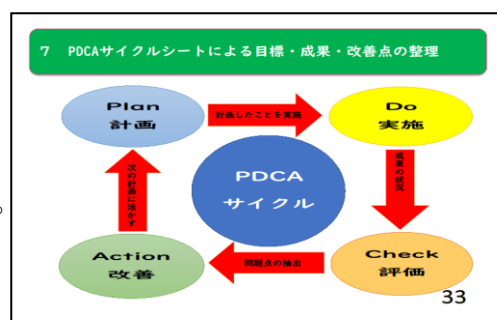 7 PDCAサイクルシートによる目標・成果・改善点の整理
Plan
計画
計画したことを実施
Do
実施
成果の状況
PDCA
サイクル
次の計画に活かす
Action
改善
問題点の抽出
Check
評価
33
。